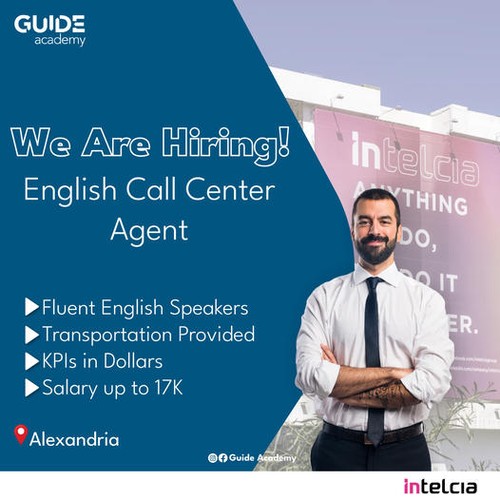 GUIDE
academy
We Are Hiring!
English Call Center
Agent
Fluent English Speakers
Transportation Provided
KPIs in Dollars
Salary up to 17K
Alexandria
Guide Academy
intelcia
ANYTHING
DO,
DO IT
ER.
intelcia